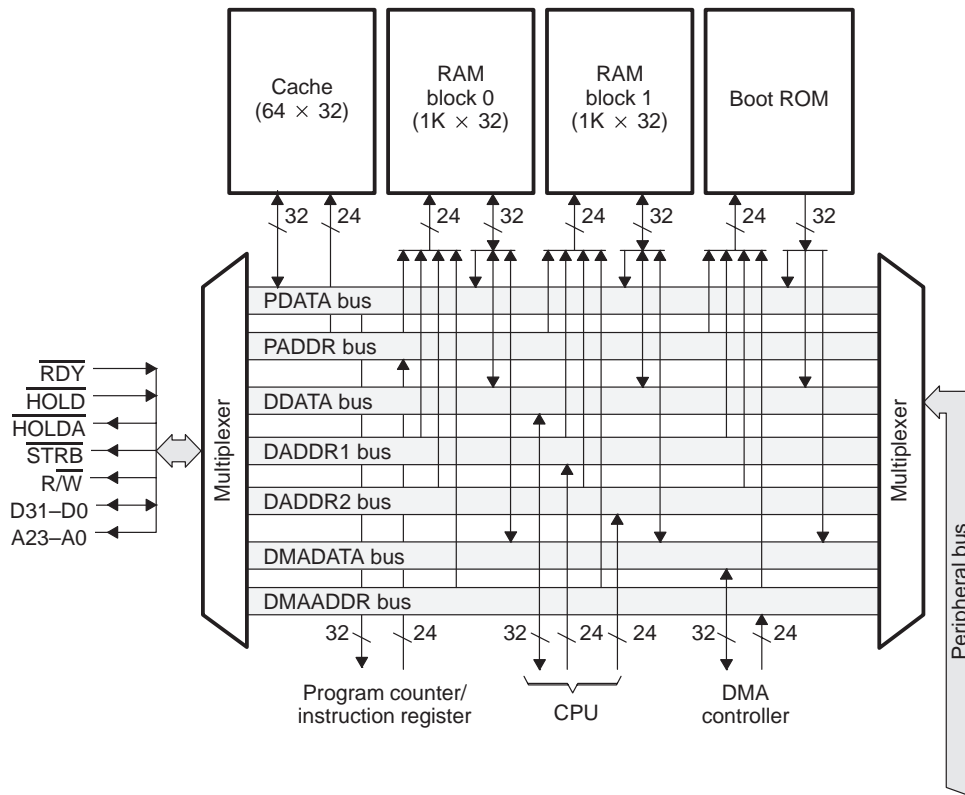 Cache
(64 × 32)
RAM
block 0
(1K × 32)
RAM
block 1
(1K × 32)
Boot ROM
32
24
24
32
24
32
24
32
PDATA bus
PADDR bus
DDATA bus
DADDR1 bus
DADDR2 bus
DMADATA bus
DMAADDR bus
Multiplexer
Multiplexer
RDY
HOLD
HOLDA
STRB
R/W
D31–D0
A23–A0
Peripheral bus
32
24
32
24
24
32
24
Program counter/
instruction register
CPU
DMA
controller